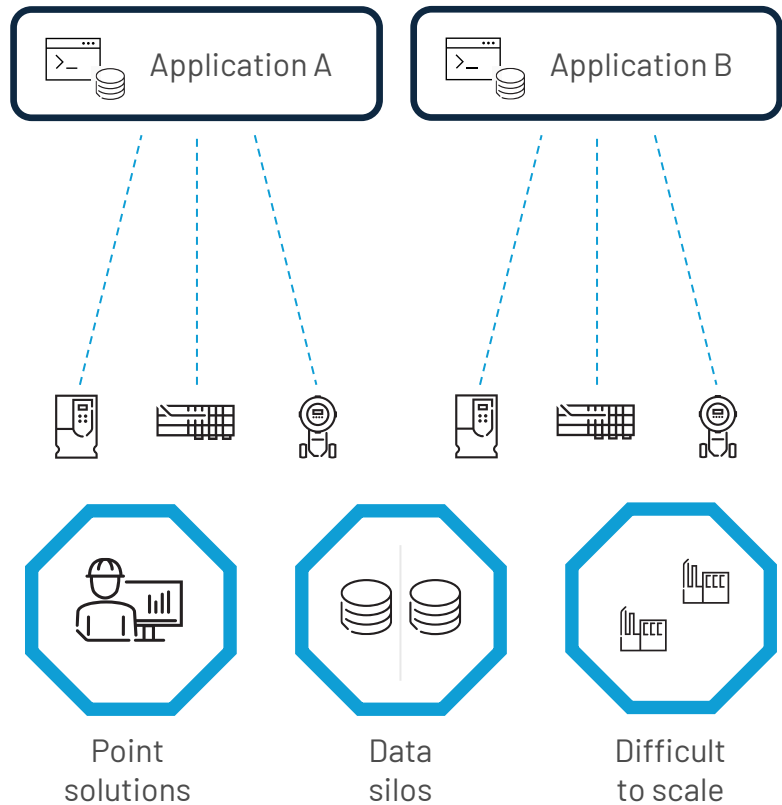 Application A
Application B
Point
solutions
Data
silos
Difficult
to scale